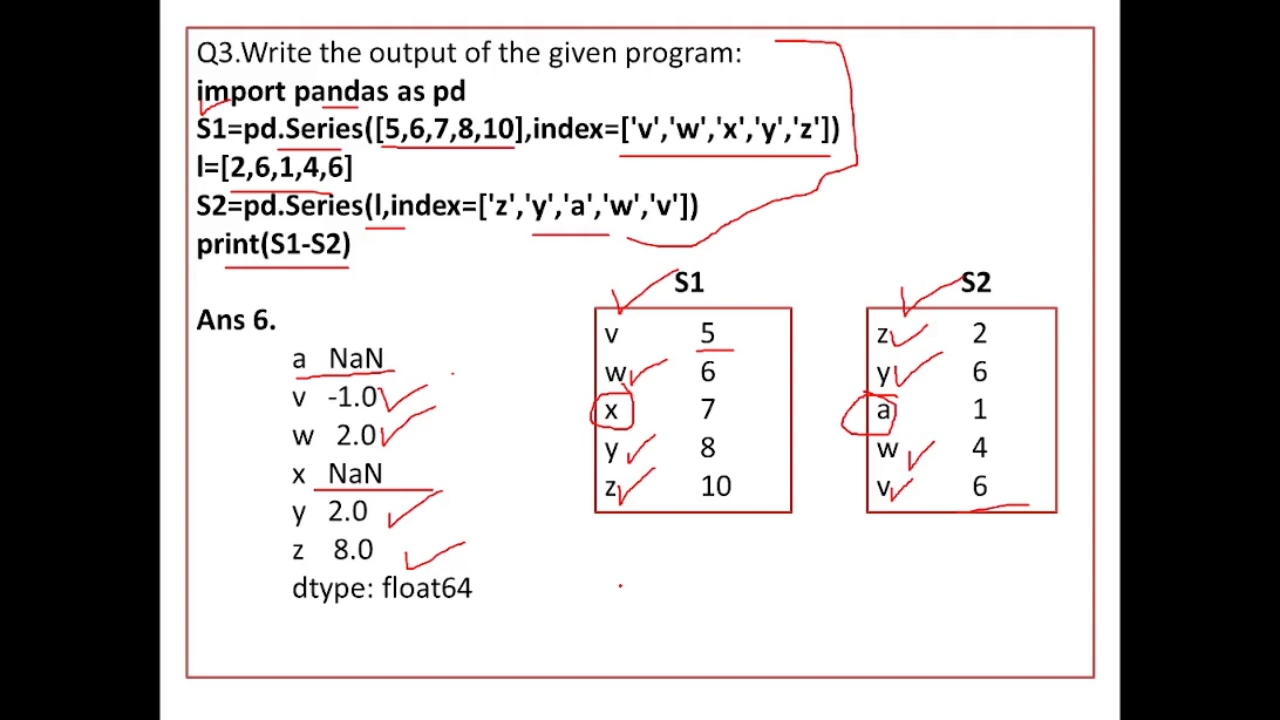 Q3.Write the output of the given program:
import pandas as pd
S1=pd.Series([5,6,7,8,10],index=['v','w','x','y','z'])
l=[2,6,1,4,6]
S2=pd.Series(l,index=['z','y','a','w','v'])
print(S1-S2)
Ans 6.
a NaN
v -1.0
w 2.0
x NaN
y 2.0
z 8.0
dtype: float64
S1
v 5
w 6
x 7
y 8
z 10
S2
z 2
y 6
a 1
w 4
v 6